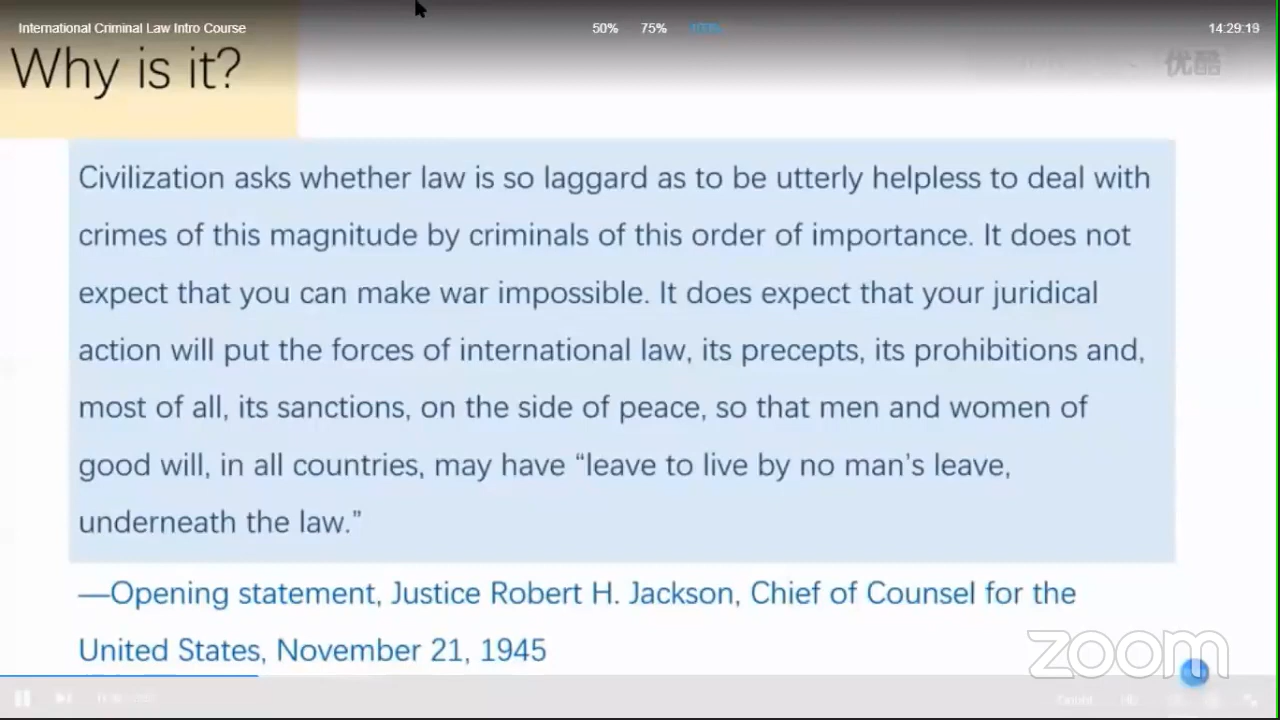 International Criminal Law Intro Course
50% 75% 100%
14:29:19
Why is it?
优酷
Civilization asks whether law is so laggard as to be utterly helpless to deal with
crimes of this magnitude by criminals of this order of importance. It does not
expect that you can make war impossible. It does expect that your juridical
action will put the forces of international law, its precepts, its prohibitions and,
most of all, its sanctions, on the side of peace, so that men and women of
good will, in all countries, may have “leave to live by no man’s leave,
underneath the law.”
—Opening statement, Justice Robert H. Jackson, Chief of Counsel for the
United States, November 21, 1945
zoom